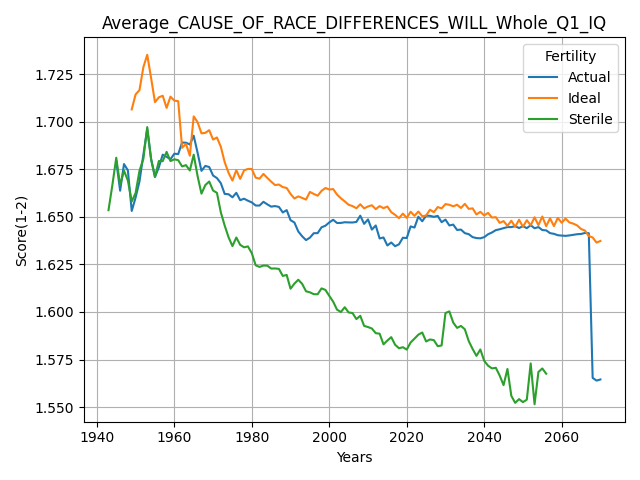 Average_CAUSE_OF_RACE_DIFFERENCES_WILL_Whole_Q1_IQ
Fertility
Actual
Ideal
Sterile
Score(1-2)
1.725
1.700
1.675
1.650
1.625
1.600
1.575
1.550
1940 1960 1980 2000 2020 2040 2060
Years